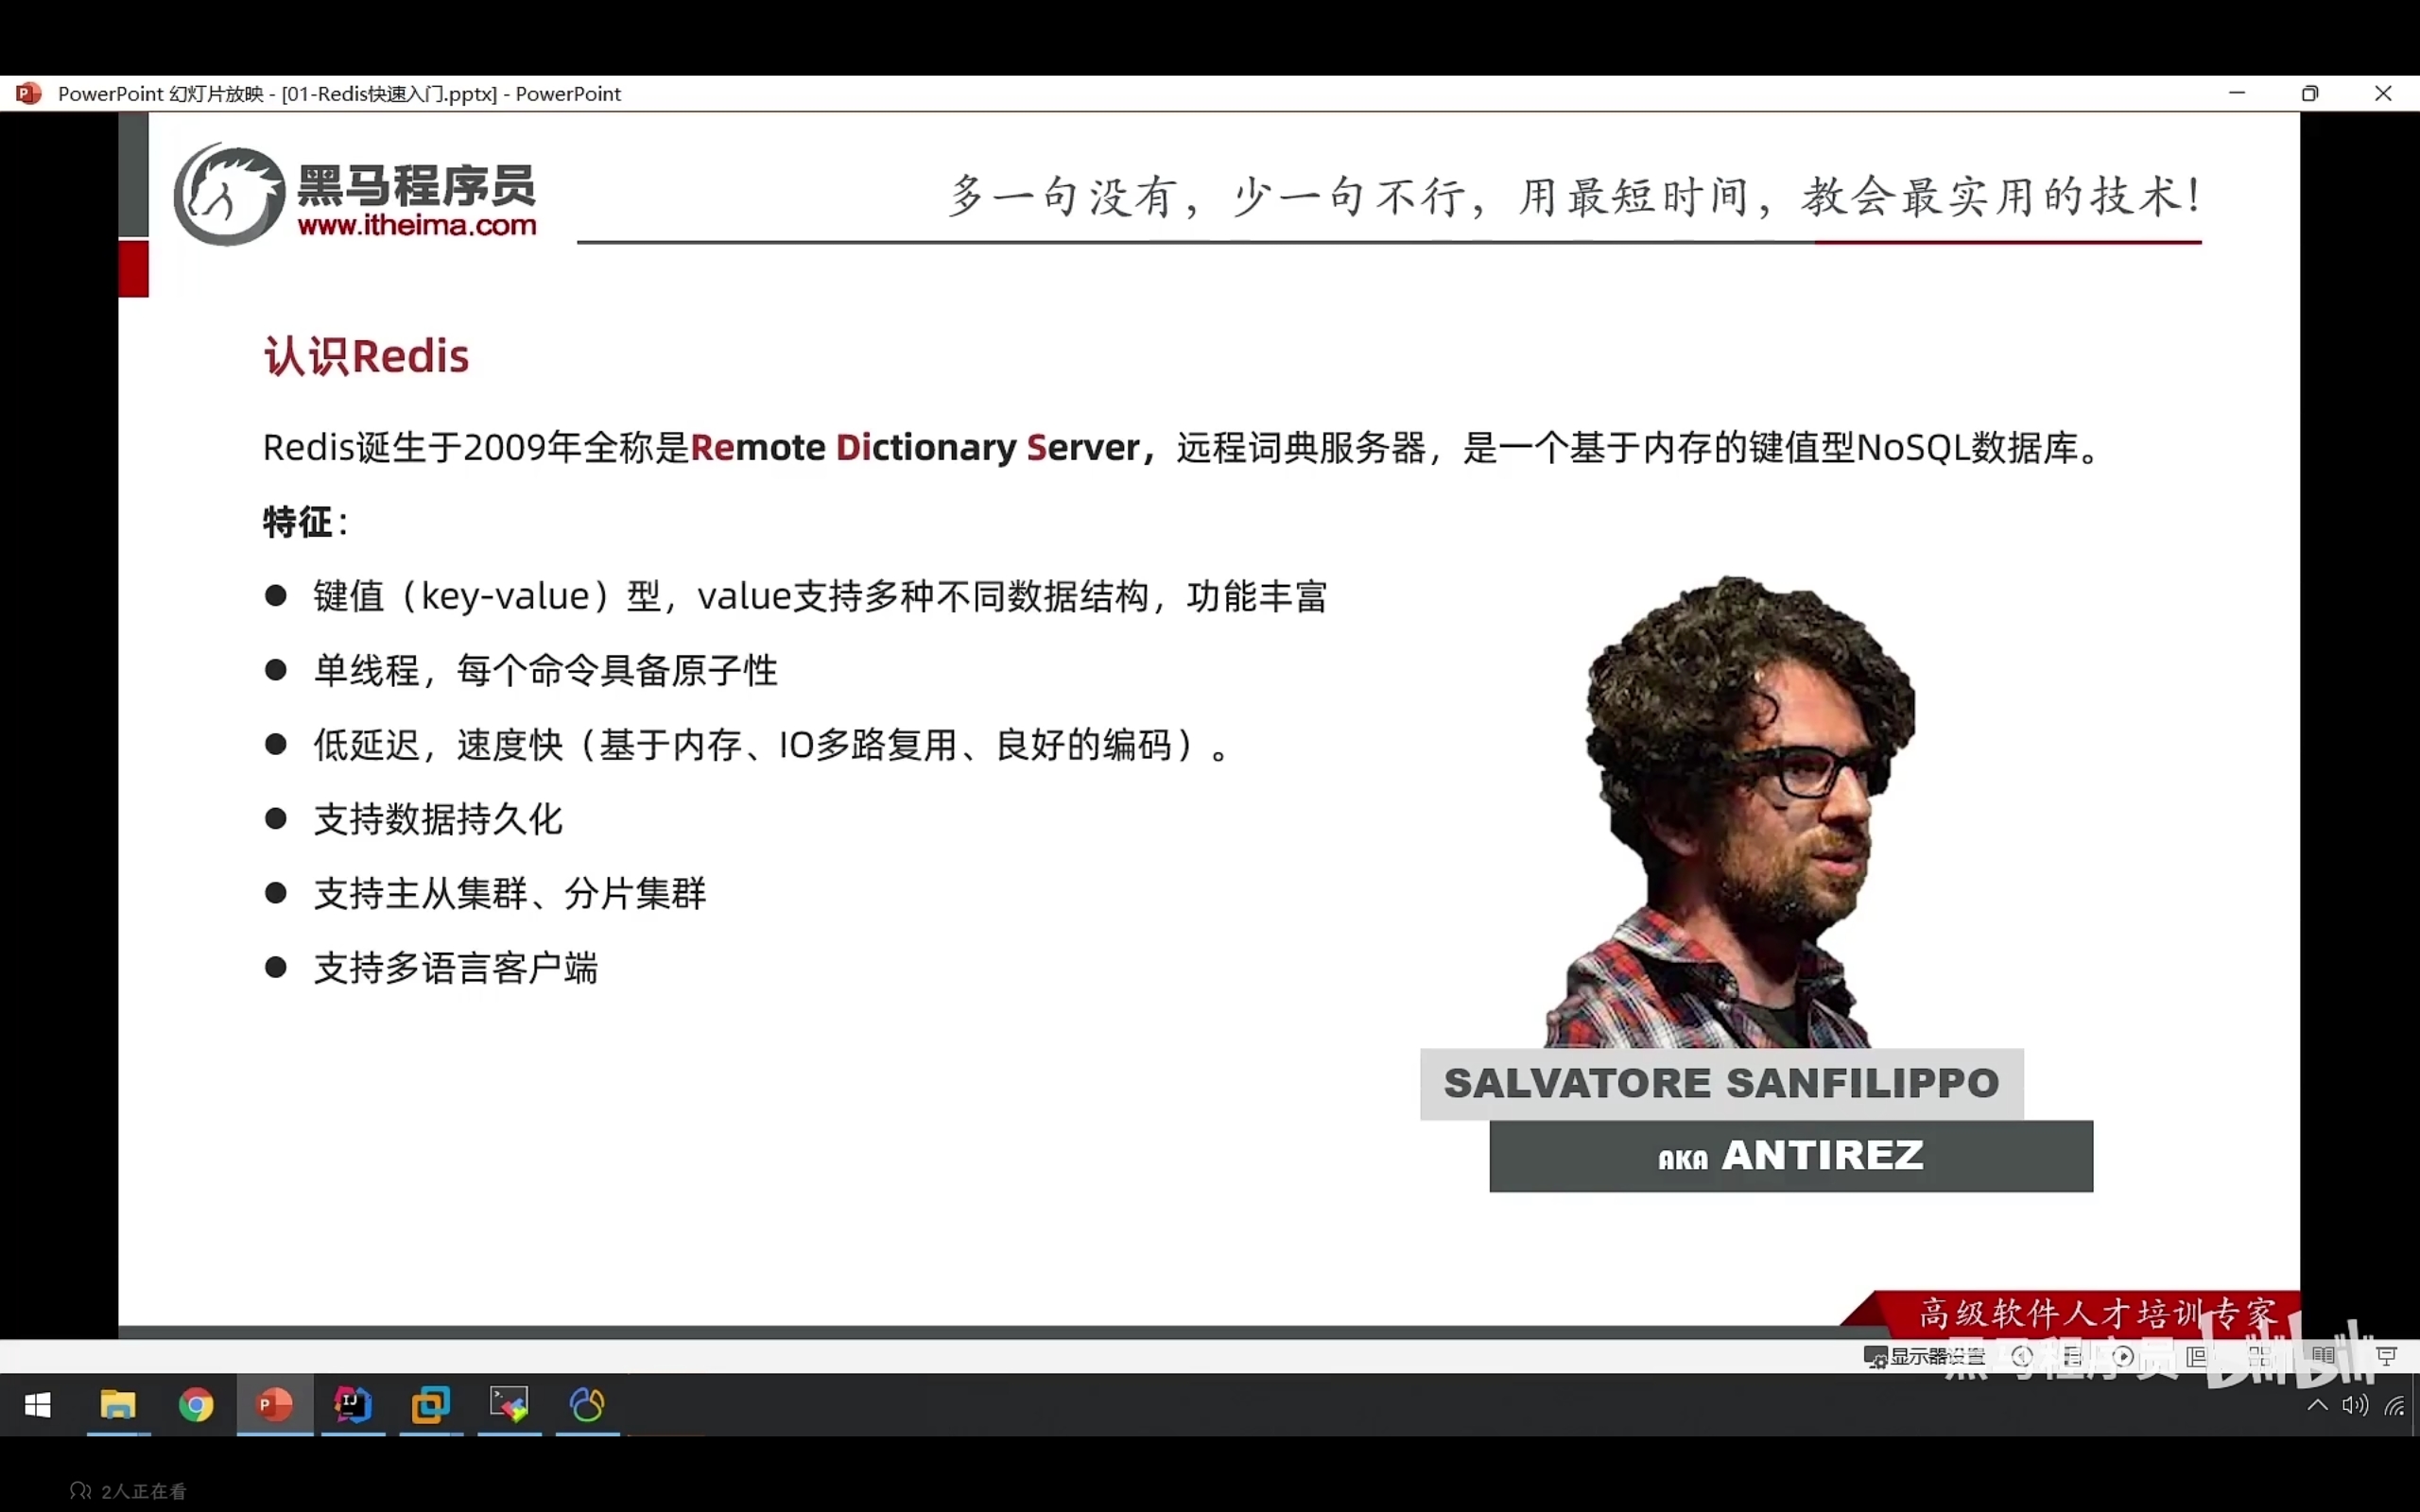 PowerPoint 幻灯片放映 - [01-Redis快速入门.pptx] - PowerPoint
黑马程序员
www.itheima.com
多一句没有，少一句不行，用最短时间，教会最实用的技术！
认识Redis
Redis诞生于2009年全称是Remote Dictionary Server，远程词典服务器，是一个基于内存的键值型NoSQL数据库。
特征：
● 键值（key-value）型，value支持多种不同数据结构，功能丰富
● 单线程，每个命令具备原子性
● 低延迟，速度快（基于内存、IO多路复用、良好的编码）。
● 支持数据持久化
● 支持主从集群、分片集群
● 支持多语言客户端
SALVATORE SANFILIPPO
AKA ANTIREZ
高级软件人才培训专家
黑马程序员 bilibili
显示器设置
2人正在看